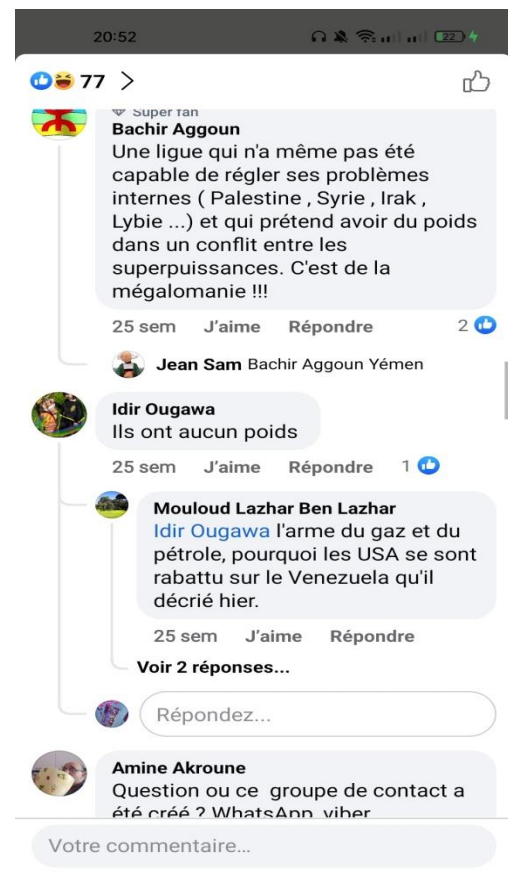 20:52
22
77 >
Super fan
Bachir Aggoun
Une ligue qui n'a même pas été
capable de régler ses problèmes
internes ( Palestine , Syrie , Irak ,
Lybie ...) et qui prétend avoir du poids
dans un conflit entre les
superpuissances. C'est de la
mégalomanie !!!
25 sem J'aime Répondre 2
Jean Sam Bachir Aggoun Yémen
Idir Ougawa
Ils ont aucun poids
25 sem J'aime Répondre 1
Mouloud Lazhar Ben Lazhar
Idir Ougawa l'arme du gaz et du
pétrole, pourquoi les USA se sont
rabattu sur le Venezuela qu'il
décrié hier.
25 sem J'aime Répondre
Voir 2 réponses...
Répondez...
Amine Akroune
Question ou ce groupe de contact a
été créé ? WhatsApp, viber
Votre commentaire...